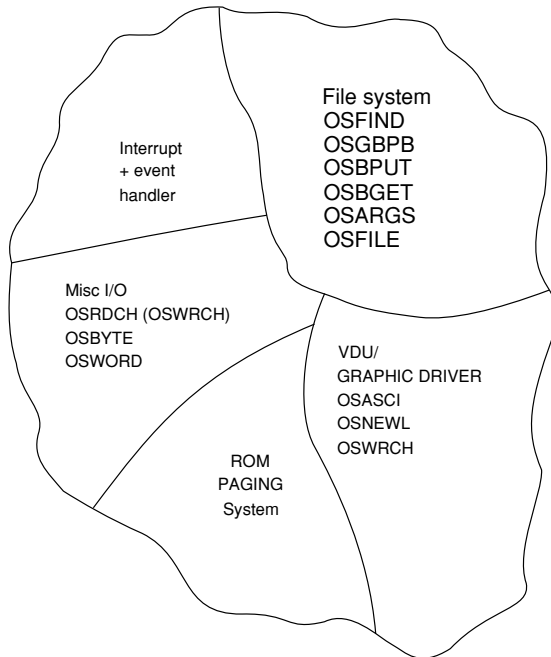 File system
OSFIND
OSGBPB
OSBPUT
OSBGET
OSARGS
OSFILE
Interrupt
+ event
handler
Misc I/O
OSRDCH (OSWRCH)
OSBYTE
OSWORD
VDU/
GRAPHIC DRIVER
OSASCI
OSNEWL
OSWRCH
ROM
PAGING
System